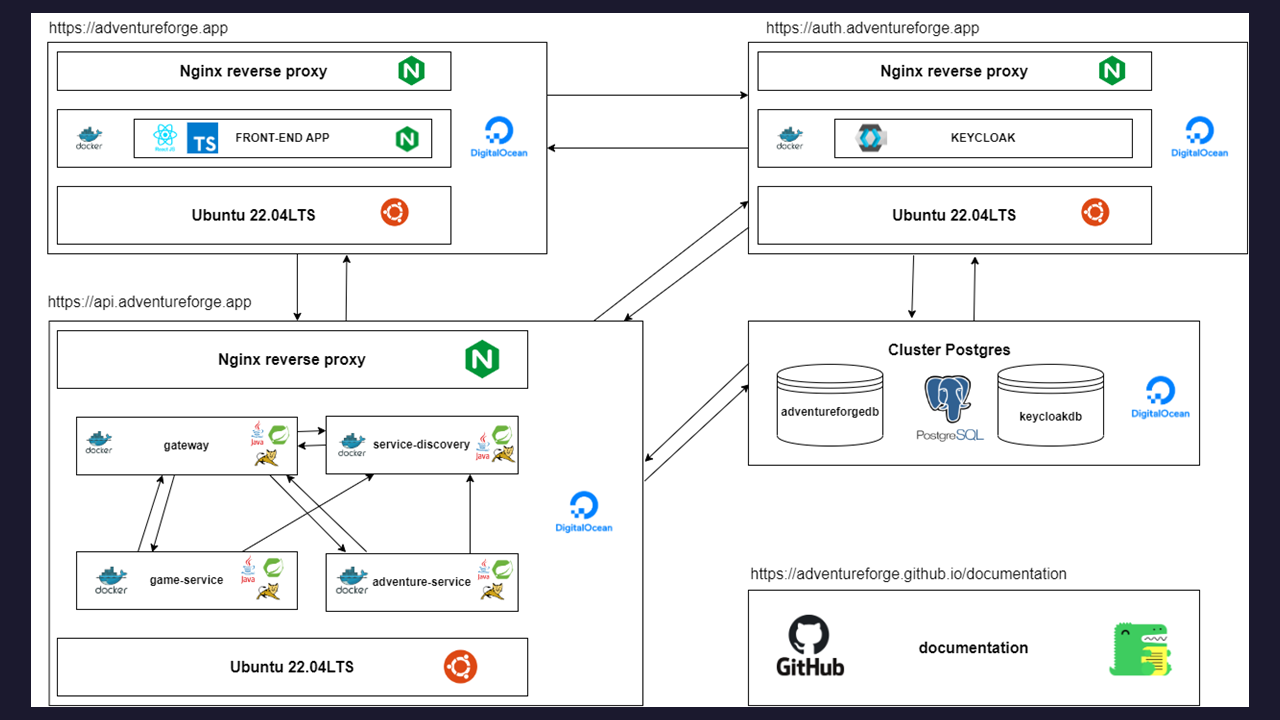 https://adventureforge.app
Nginx reverse proxy
docker
React JS
TS
FRONT-END APP
DigitalOcean
Ubuntu 22.04LTS
https://auth.adventureforge.app
Nginx reverse proxy
docker
KEYCLOAK
DigitalOcean
Ubuntu 22.04LTS
https://api.adventureforge.app
Nginx reverse proxy
docker
gateway
Java
docker
service-discovery
Java
DigitalOcean
docker
game-service
Java
docker
adventure-service
Java
Ubuntu 22.04LTS
Cluster Postgres
adventureforgedb
PostgreSQL
keycloakdb
DigitalOcean
https://adventureforge.github.io/documentation
GitHub
documentation